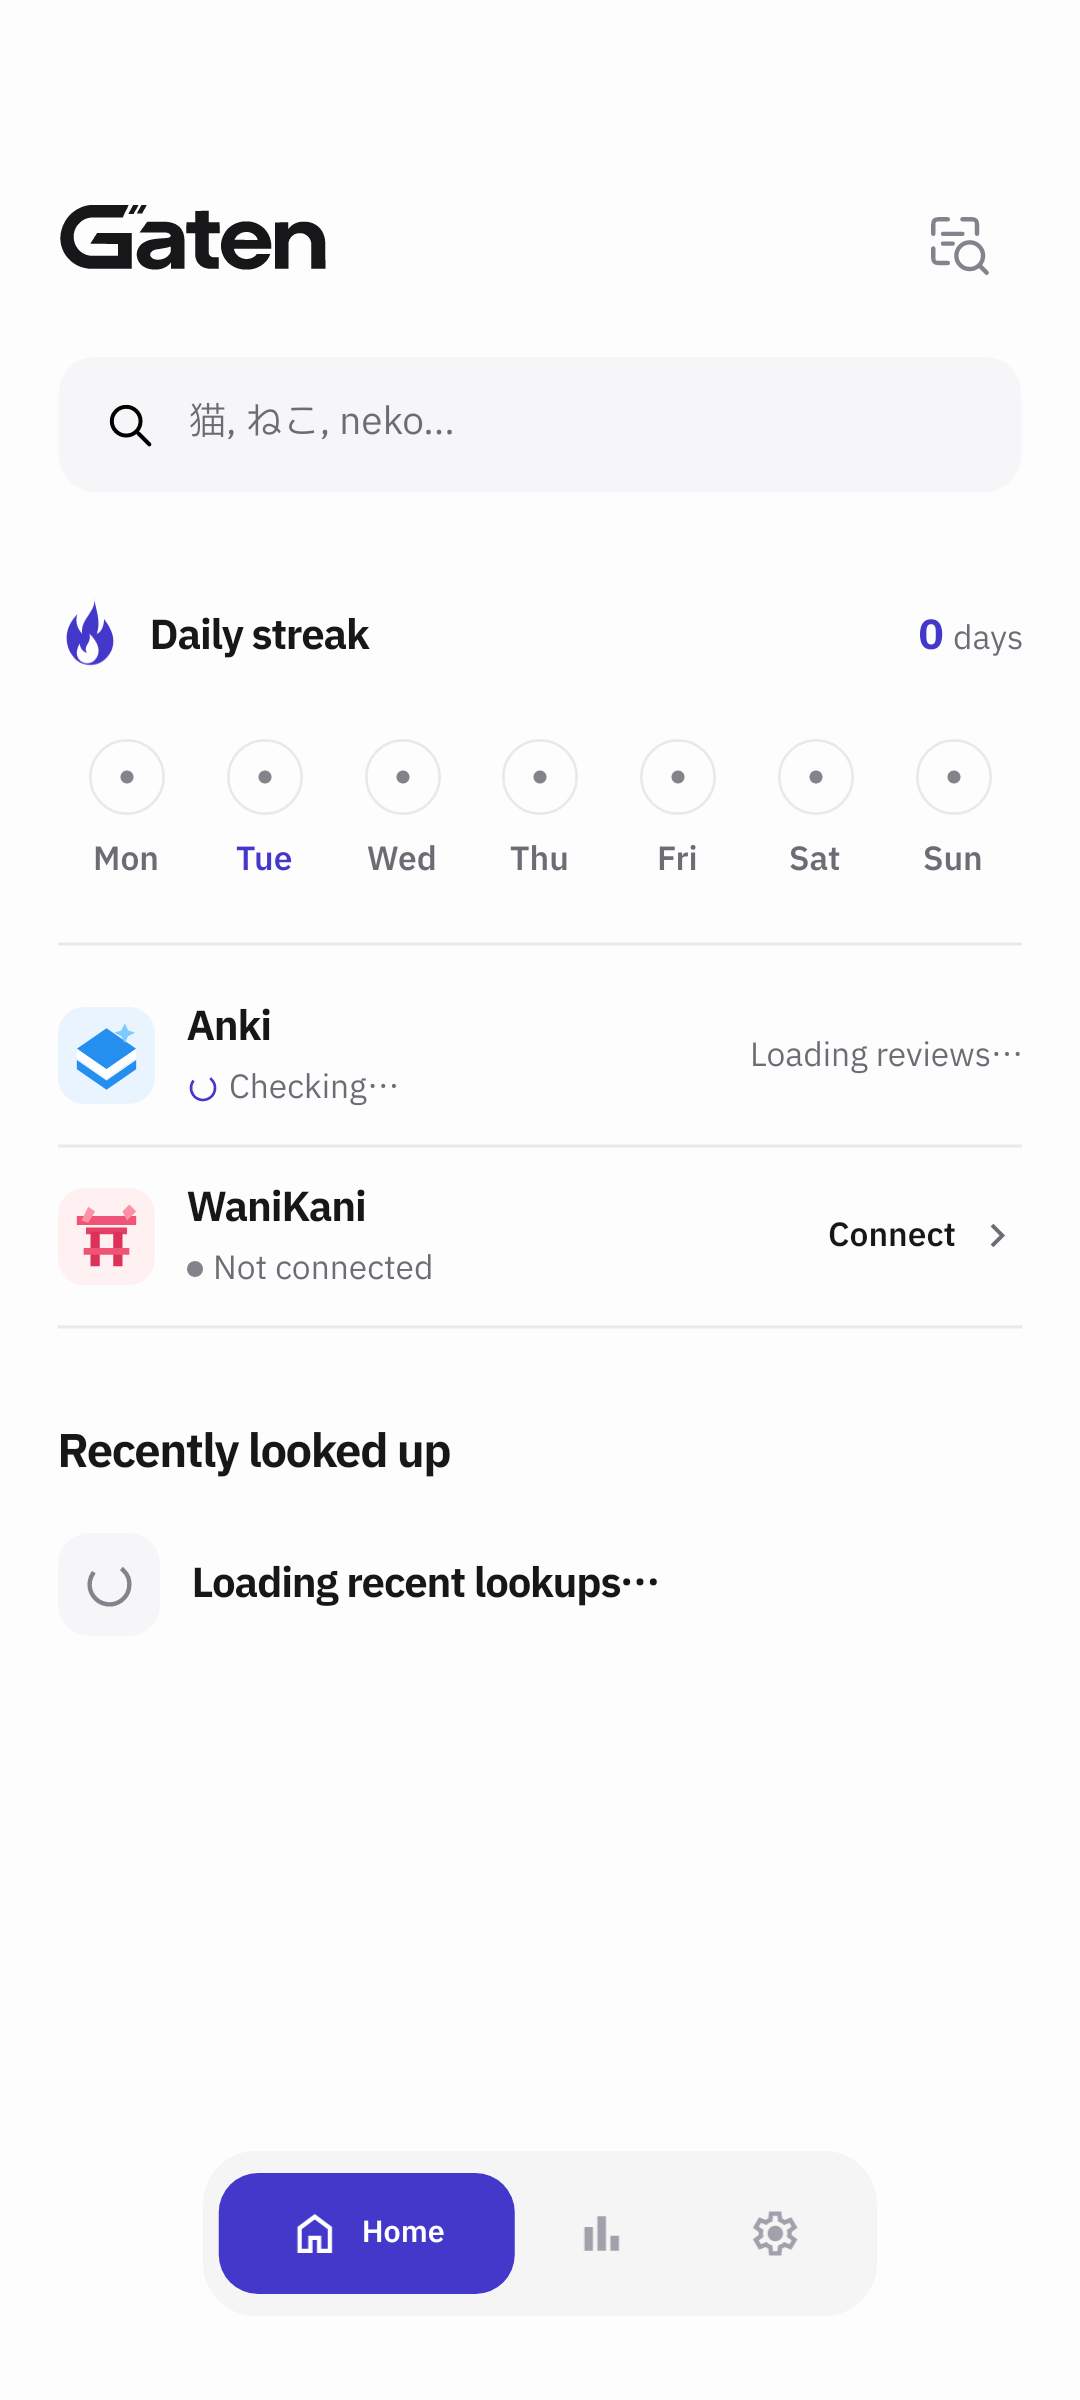 Gaten
猫, ねこ, neko...
Daily streak
0 days
Mon Tue Wed Thu Fri Sat Sun
Anki
Checking⋯
Loading reviews⋯
WaniKani
Not connected
Connect
Recently looked up
Loading recent lookups⋯
Home